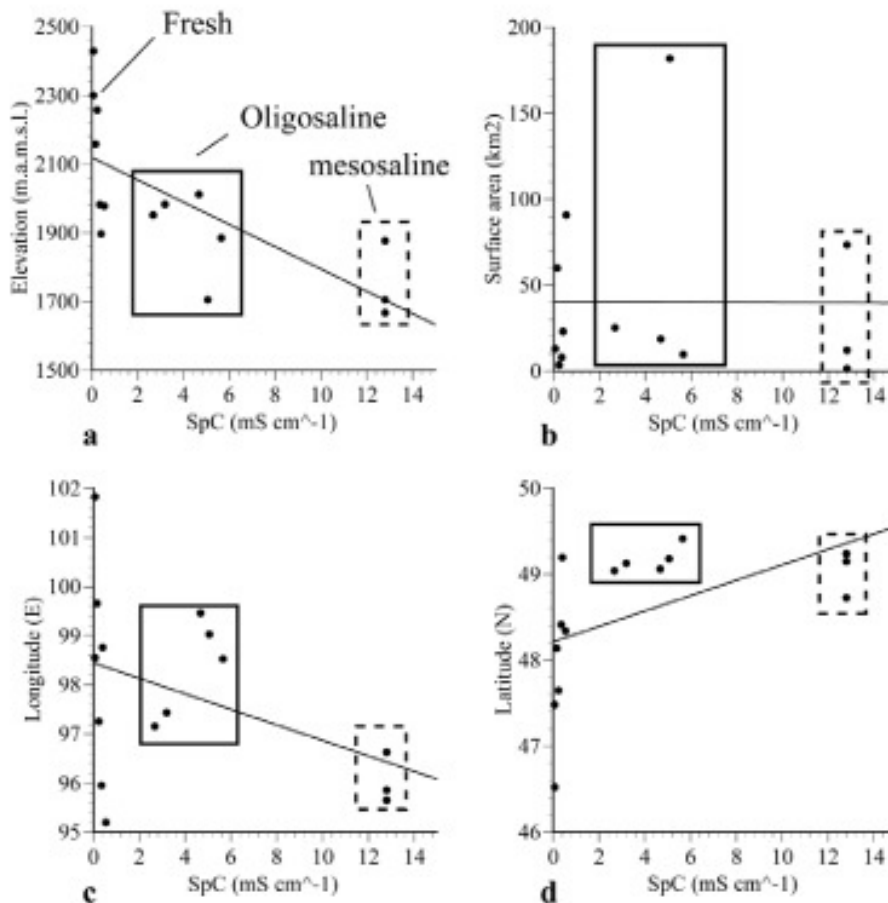 2500
2300
2100
1900
1700
1500
Elevation (m.a.m.s.l.)
Fresh
Oligosaline
mesosaline
0 2 4 6 8 10 12 14
SpC (mS cm^-1)
a
200
150
100
50
0
Surface area (km2)
0 2 4 6 8 10 12 14
SpC (mS cm^-1)
b
102
101
100
99
98
97
96
95
Longitude (E)
0 2 4 6 8 10 12 14
SpC (mS cm^-1)
c
50
49
48
47
46
Latitude (N)
0 2 4 6 8 10 12 14
SpC (mS cm^-1)
d